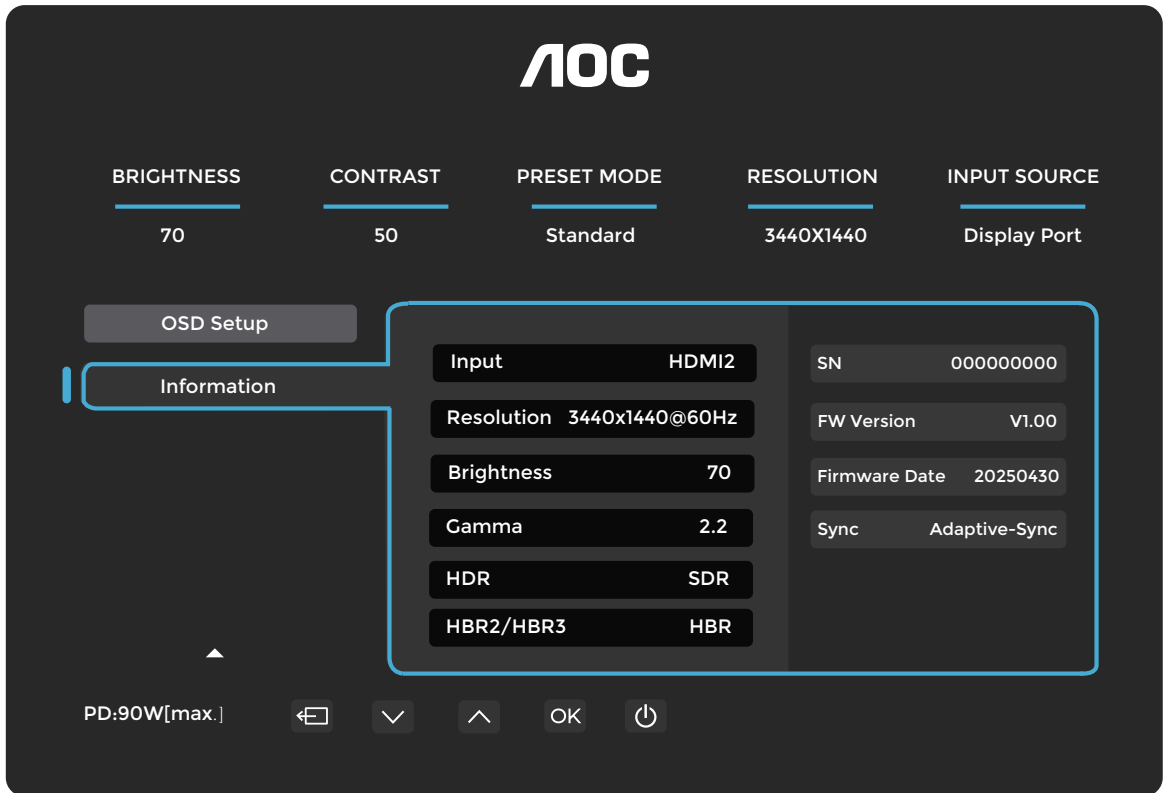 AOC
BRIGHTNESS CONTRAST PRESET MODE RESOLUTION INPUT SOURCE
70 50 Standard 3440X1440 Display Port
OSD Setup
Information
Input HDMI2
Resolution 3440x1440@60Hz
Brightness 70
Gamma 2.2
HDR SDR
HBR2/HBR3 HBR
SN 000000000
FW Version V1.00
Firmware Date 20250430
Sync Adaptive-Sync
PD:90W[max.] OK